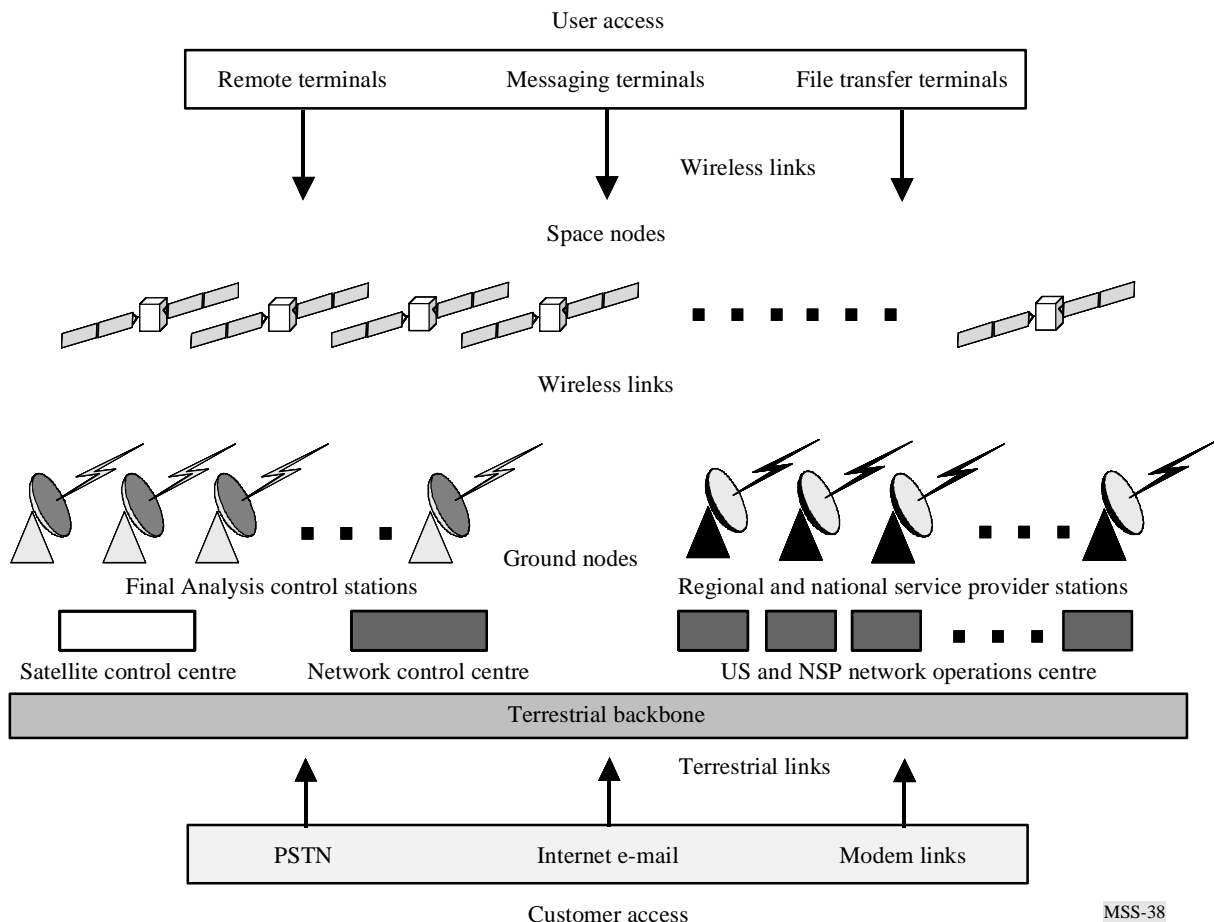 User access
Remote terminals Messaging terminals File transfer terminals
Wireless links
Space nodes
Wireless links
Ground nodes
Final Analysis control stations Regional and national service provider stations
Satellite control centre Network control centre US and NSP network operations centre
Terrestrial backbone
Terrestrial links
PSTN Internet e-mail Modem links
Customer access
MSS-38